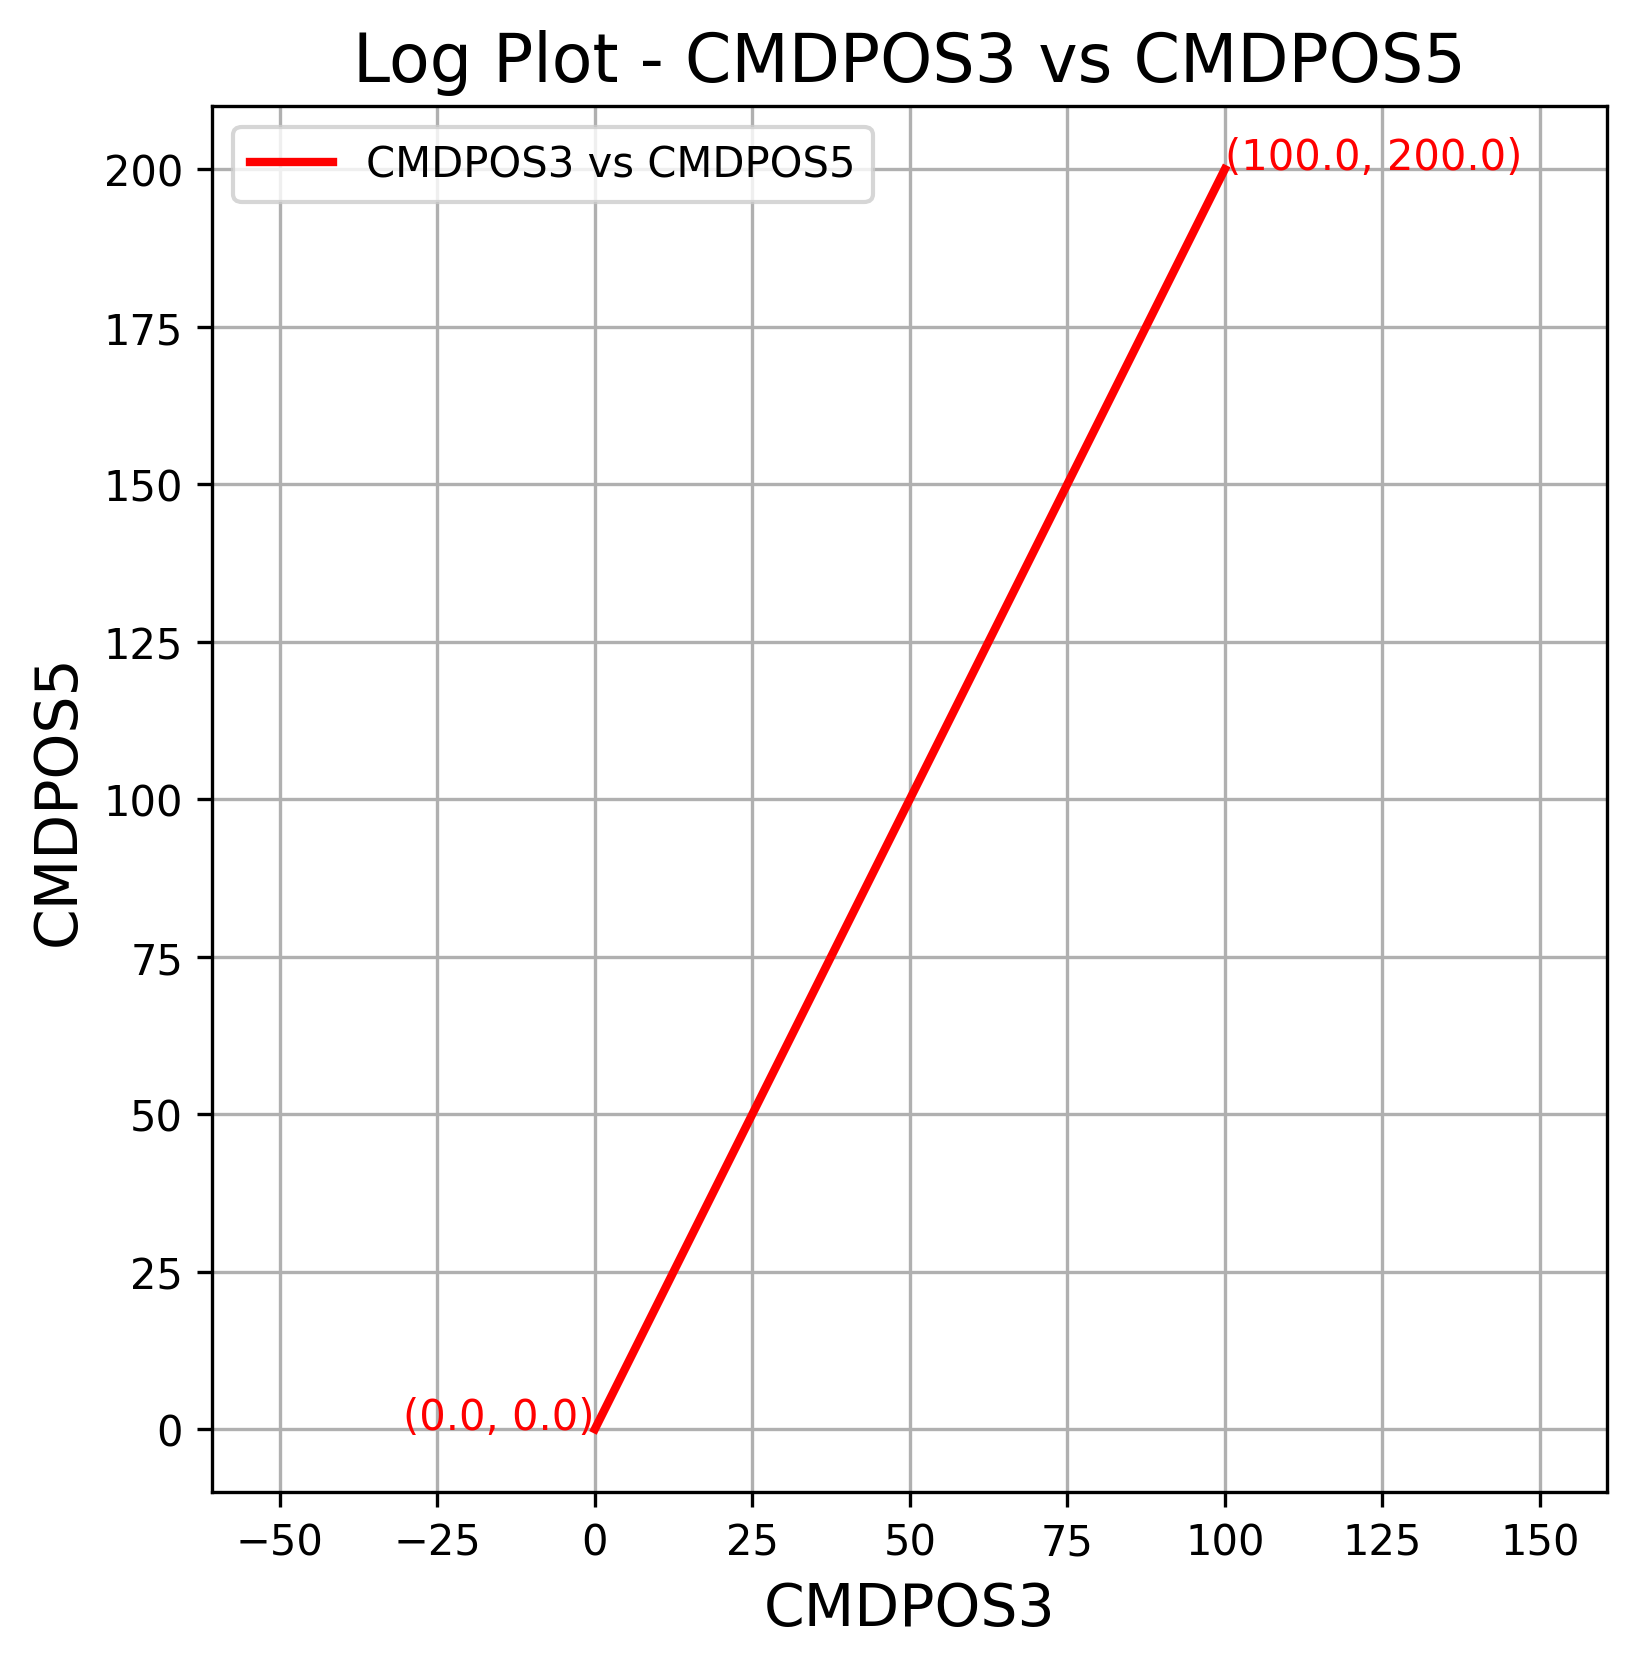 Log Plot - CMDPOS3 vs CMDPOS5
CMDPOS3 vs CMDPOS5
(100.0, 200.0)
200
175
150
125
100
75
50
25
0
CMDPOS5
(0.0, 0.0)
−50 −25 0 25 50 75 100 125 150
CMDPOS3